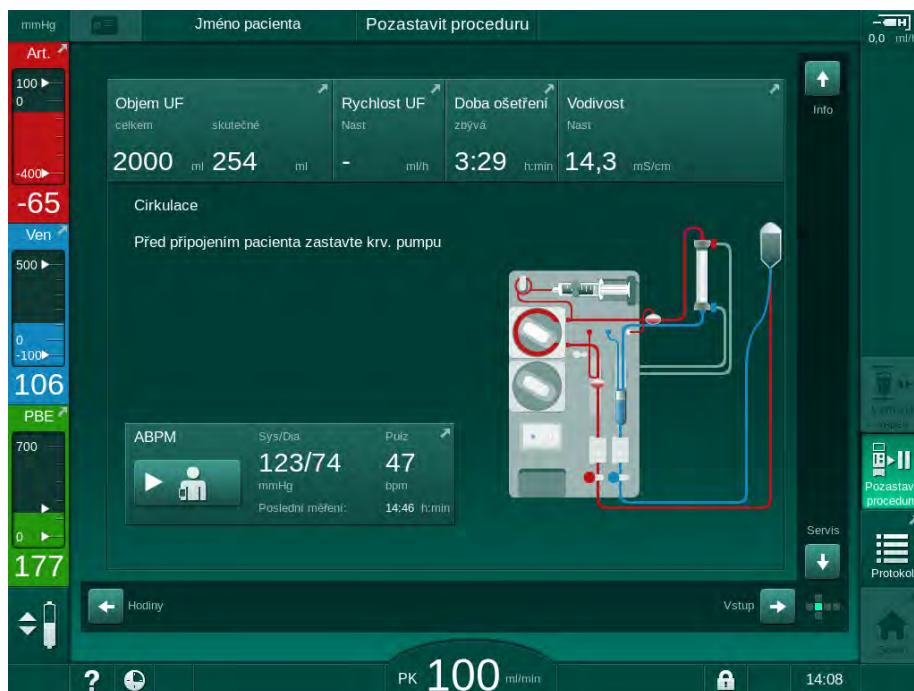 mmHg
Jméno pacienta
Pozastavit proceduru
0,0 ml/h
Art.
100
0
-400
-65
Ven
500
0
-100
106
PBE
700
0
177
Objem UF
celkem skutečné
2000 ml 254 ml
Rychlost UF
Nast
- ml/h
Doba ošetření
zbývá
3:29 h:min
Vodivost
Nast
14,3 mS/cm
Info
Cirkulace
Před připojením pacienta zastavte krv. pumpu
ABPM
Sys/Dia
123/74
mmHg
Pulz
47
bpm
Poslední měření: 14:46 h:min
Pozastavit
proceduru
Servis
Protokol
Hodiny
Vstup
?
PK 100 ml/min
14:08